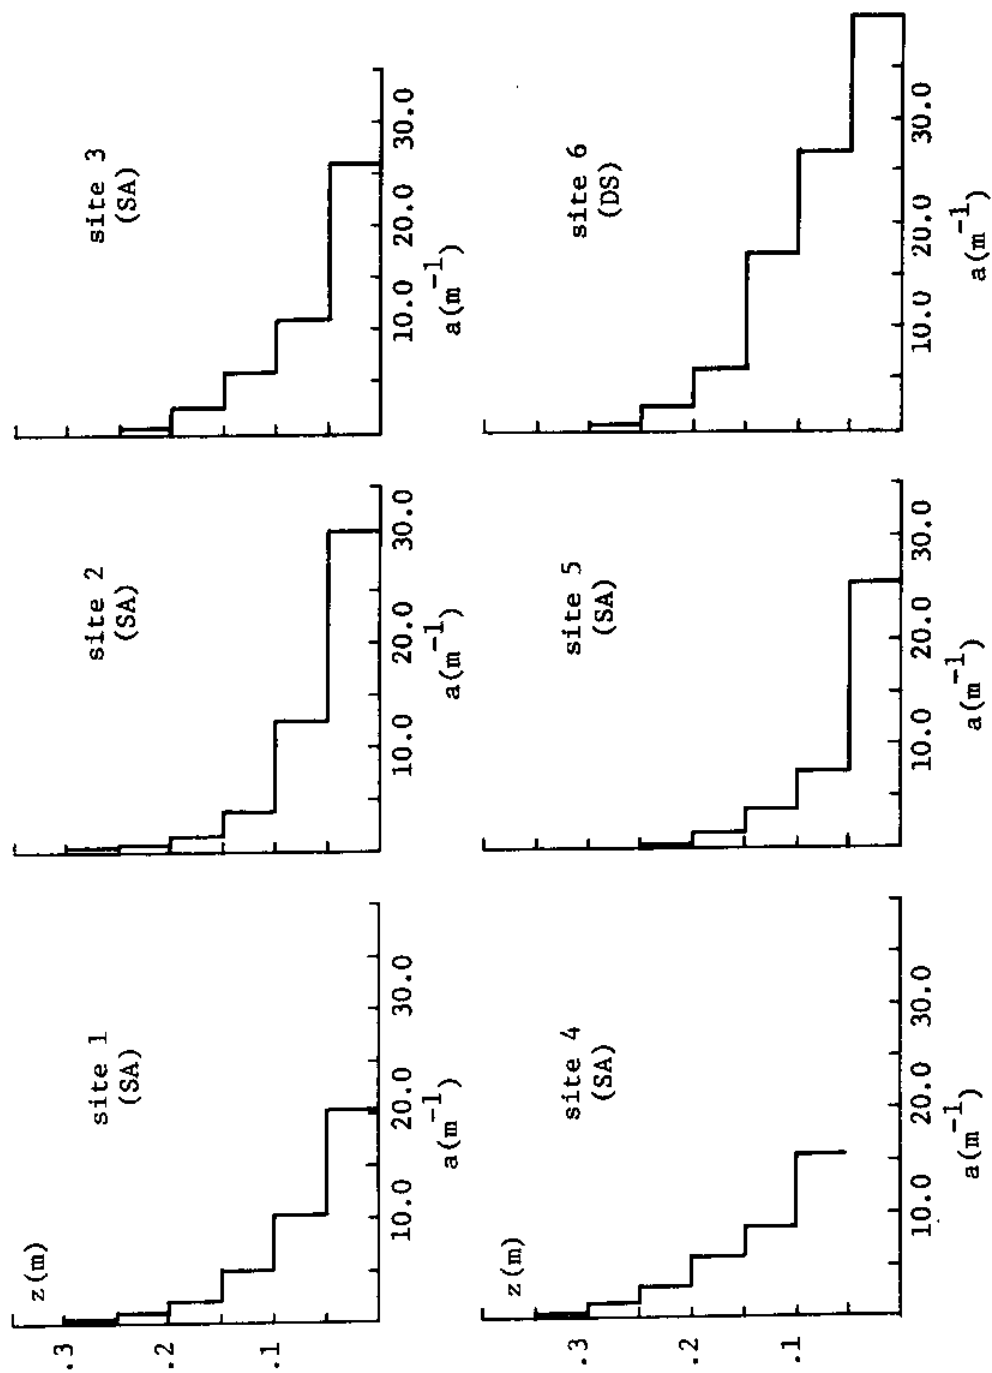 z(m)
.3
.2
.1
site 1
(SA)
10.0 20.0 30.0
a(m⁻¹)
site 2
(SA)
10.0 20.0 30.0
a(m⁻¹)
site 3
(SA)
10.0 20.0 30.0
a(m⁻¹)
z(m)
.3
.2
.1
site 4
(SA)
10.0 20.0 30.0
a(m⁻¹)
site 5
(SA)
10.0 20.0 30.0
a(m⁻¹)
site 6
(DS)
10.0 20.0 30.0
a(m⁻¹)